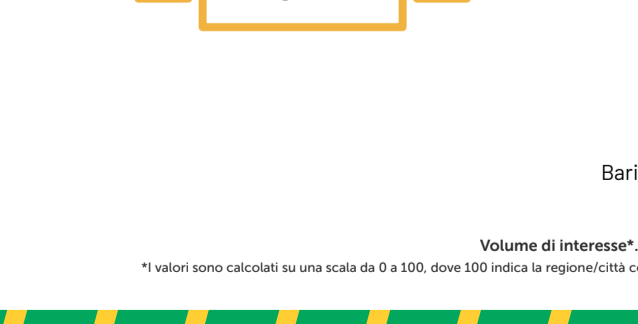 Bari
Volume di interesse*.
*I valori sono calcolati su una scala da 0 a 100, dove 100 indica la regione/città